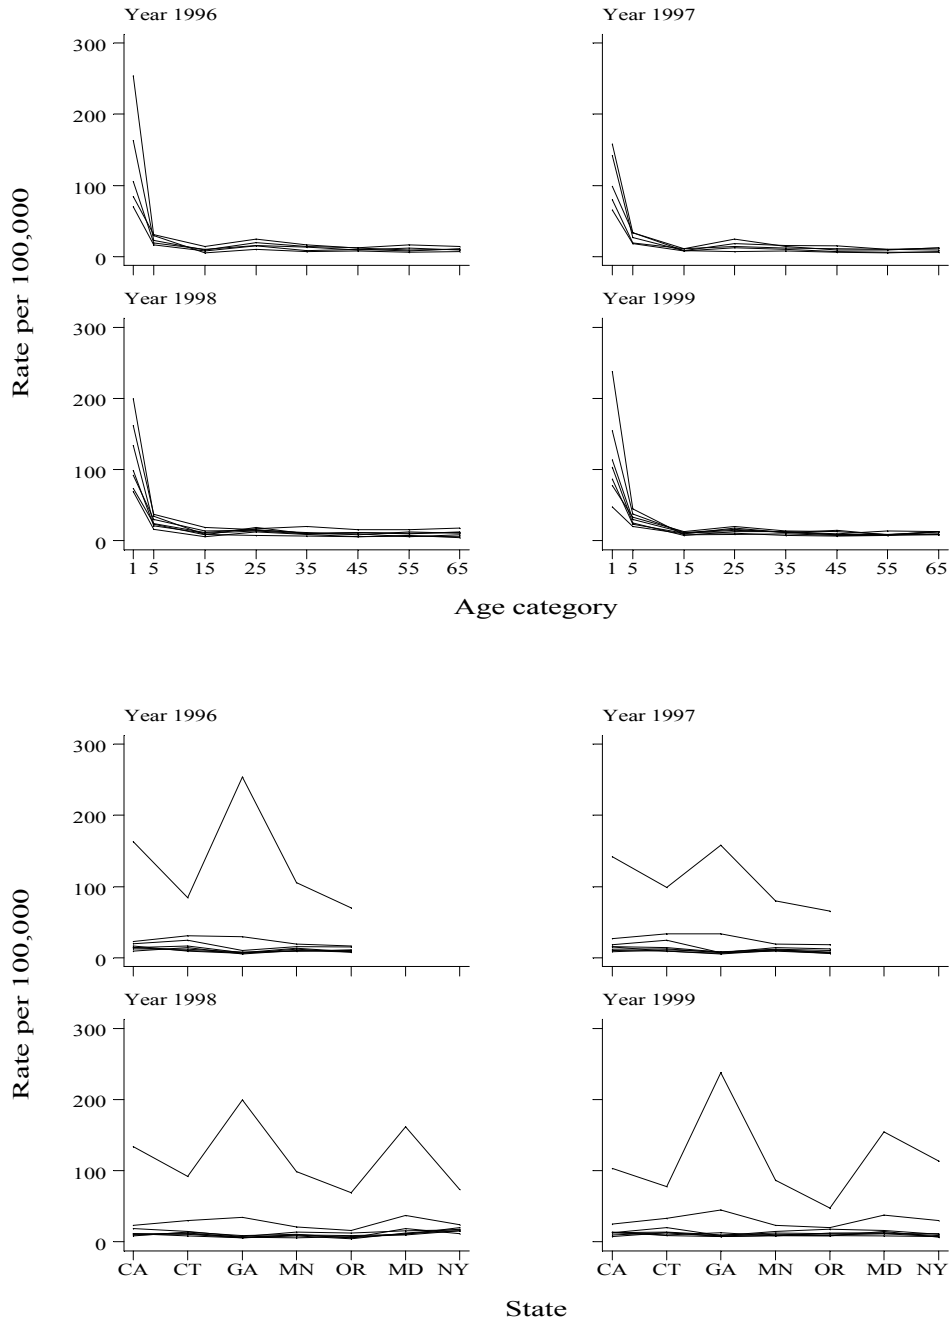 Year 1996
Year 1997
300
200
100
0
Year 1998
Year 1999
300
200
100
0
1 5 15 25 35 45 55 65
1 5 15 25 35 45 55 65
Rate per 100,000
Age category
Year 1996
Year 1997
300
200
100
0
Year 1998
Year 1999
300
200
100
0
CA CT GA MN OR MD NY
CA CT GA MN OR MD NY
Rate per 100,000
State